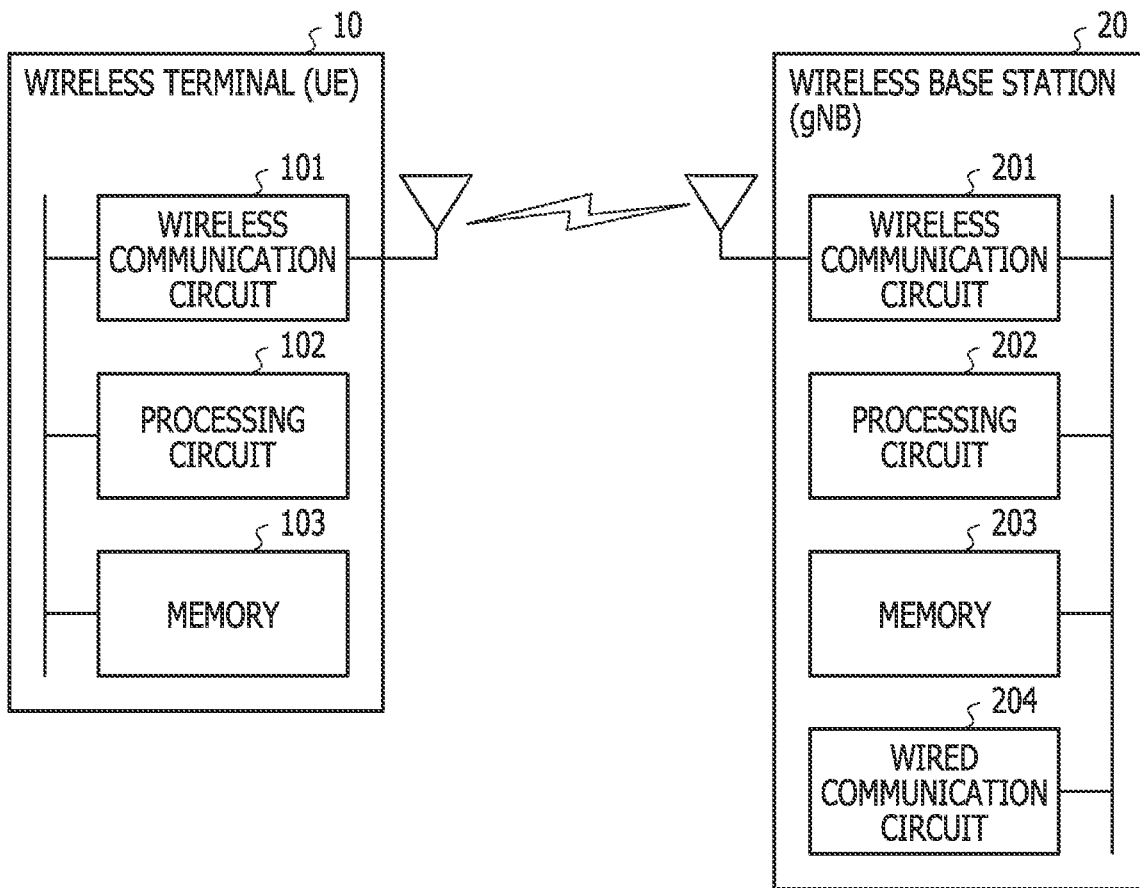 10
WIRELESS TERMINAL (UE)
101
WIRELESS
COMMUNICATION
CIRCUIT
102
PROCESSING
CIRCUIT
103
MEMORY
20
WIRELESS BASE STATION
(gNB)
201
WIRELESS
COMMUNICATION
CIRCUIT
202
PROCESSING
CIRCUIT
203
MEMORY
204
WIRED
COMMUNICATION
CIRCUIT